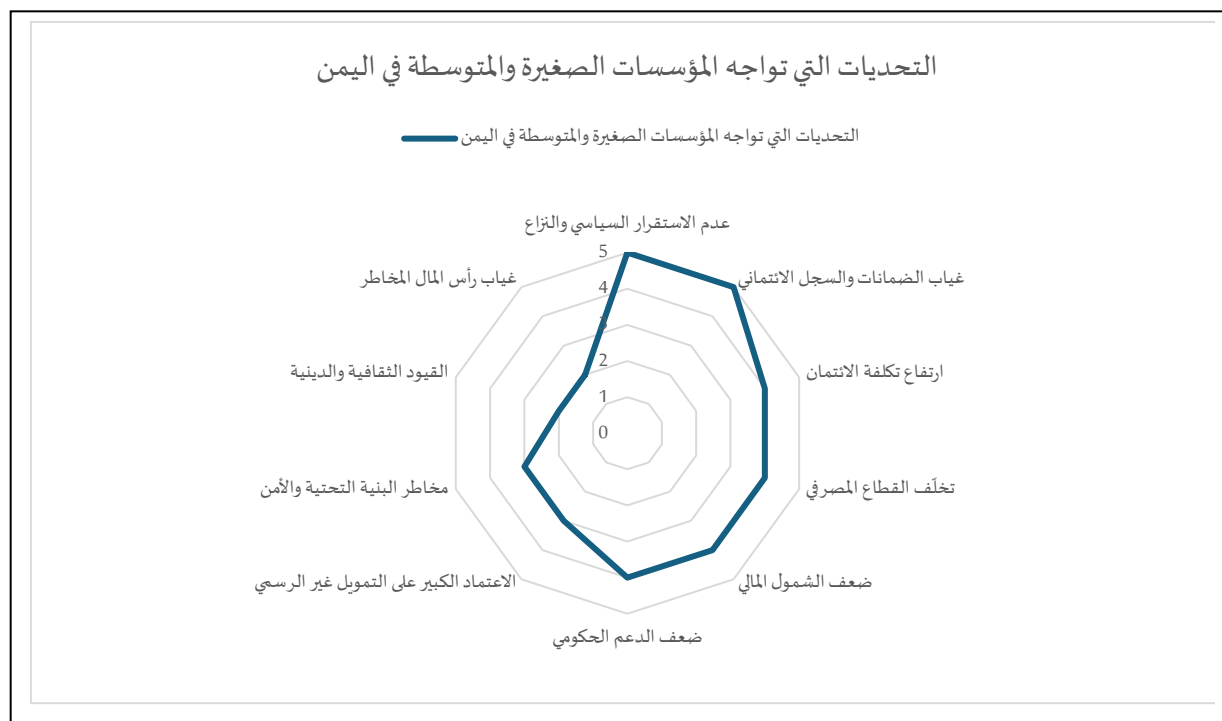 التحديات التي تواجه المؤسسات الصغيرة والمتوسطة في اليمن
التحديات التي تواجه المؤسسات الصغيرة والمتوسطة في اليمن
عدم الاستقرار السياسي والنزاع
غياب الضمانات والسجل الائتماني
ارتفاع تكلفة الائتمان
تخلّف القطاع المصرفي
ضعف الشمول المالي
ضعف الدعم الحكومي
الاعتماد الكبير على التمويل غير الرسمي
مخاطر البنية التحتية والأمن
القيود الثقافية والدينية
غياب رأس المال المخاطر
5
4
3
2
1
0